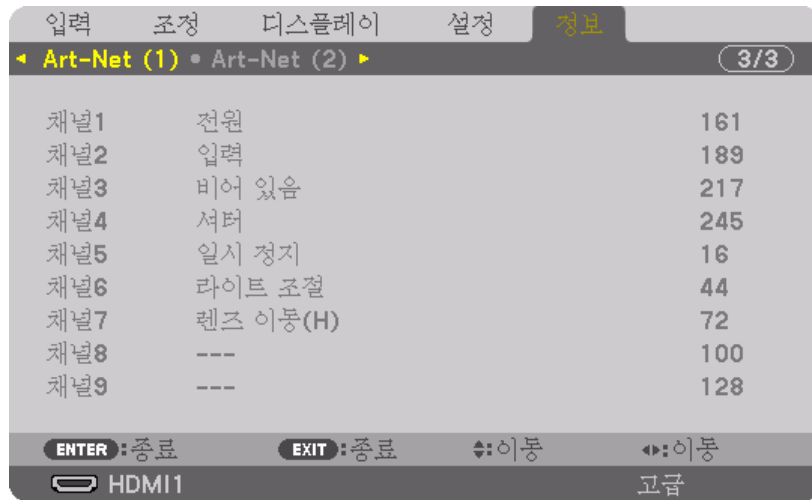 입력 조정 디스플레이 설정 정보
◂ Art-Net (1) • Art-Net (2) ▸ 3/3
채널1 전원 161
채널2 입력 189
채널3 비어 있음 217
채널4 셔터 245
채널5 일시 정지 16
채널6 라이트 조절 44
채널7 렌즈 이동(H) 72
채널8 --- 100
채널9 --- 128
ENTER:종료 EXIT:종료 ♦:이동 ◂▸:이동
HDMI1 고급